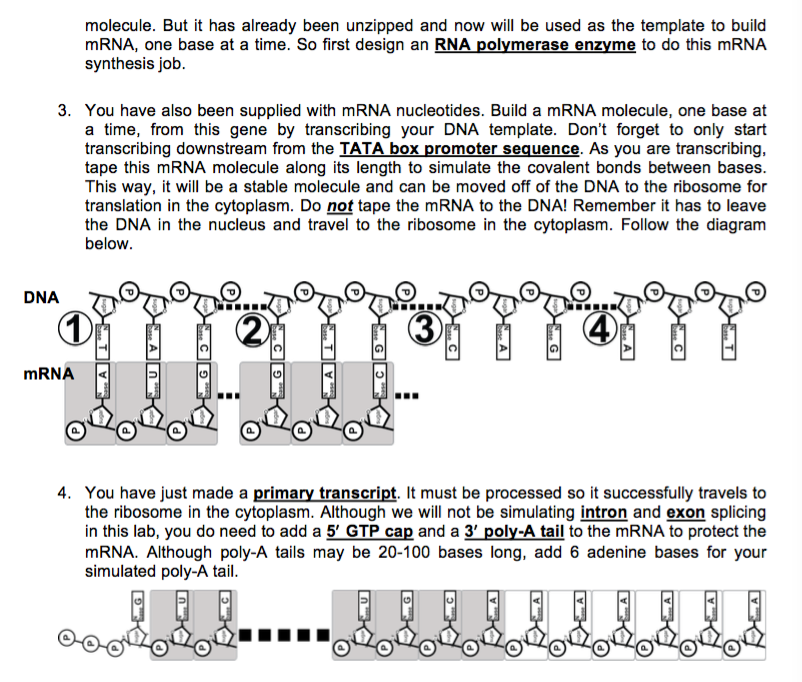 molecule. But it has already been unzipped and now will be used as the template to build
mRNA, one base at a time. So first design an RNA polymerase enzyme to do this mRNA
synthesis job.
3. You have also been supplied with mRNA nucleotides. Build a mRNA molecule, one base at
a time, from this gene by transcribing your DNA template. Don't forget to only start
transcribing downstream from the TATA box promoter sequence. As you are transcribing,
tape this mRNA molecule along its length to simulate the covalent bonds between bases.
This way, it will be a stable molecule and can be moved off of the DNA to the ribosome for
translation in the cytoplasm. Do not tape the mRNA to the DNA! Remember it has to leave
the DNA in the nucleus and travel to the ribosome in the cytoplasm. Follow the diagram
below.
P P P P P P P P P P P P
DNA
1 2 3 4
T A C C T G C A G A C T
mRNA
A U G G A C
P P P P P P
4. You have just made a primary transcript. It must be processed so it successfully travels to
the ribosome in the cytoplasm. Although we will not be simulating intron and exon splicing
in this lab, you do need to add a 5' GTP cap and a 3' poly-A tail to the mRNA to protect the
mRNA. Although poly-A tails may be 20-100 bases long, add 6 adenine bases for your
simulated poly-A tail.
G U C U G C A A A A A A A
P P P P P P P P P P P P P P P